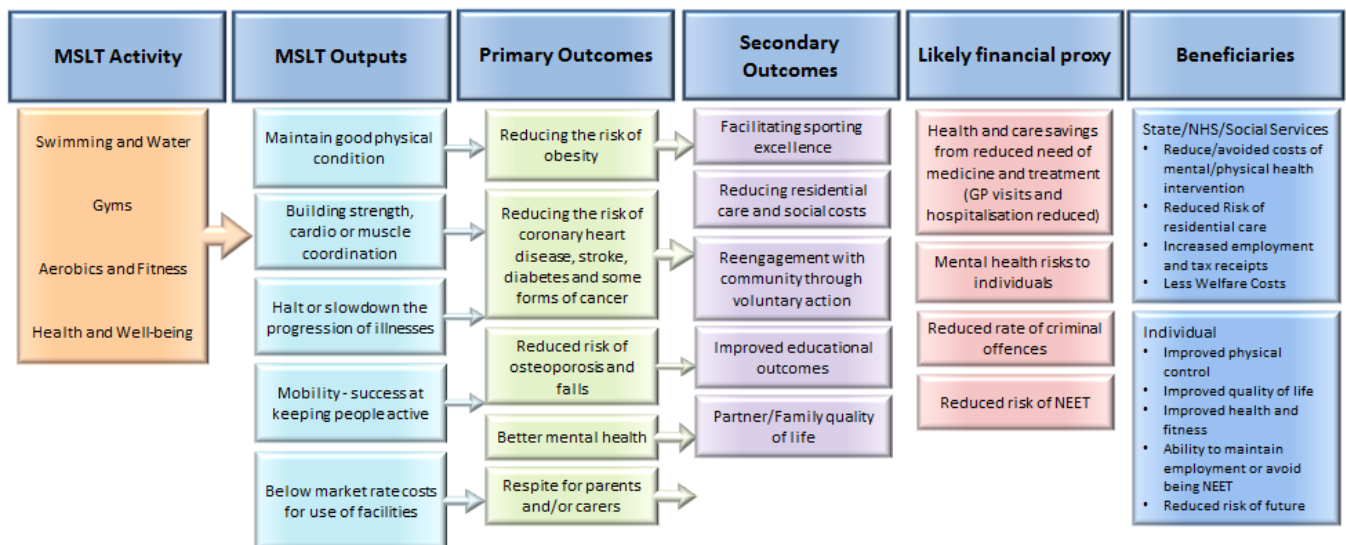 MSLT Activity
Swimming and Water
Gyms
Aerobics and Fitness
Health and Well-being
MSLT Outputs
Maintain good physical
condition
Building strength,
cardio or muscle
coordination
Halt or slowdown the
progression of illnesses
Mobility - success at
keeping people active
Below market rate costs
for use of facilities
Primary Outcomes
Reducing the risk of
obesity
Reducing the risk of
coronary heart
disease, stroke,
diabetes and some
forms of cancer
Reduced risk of
osteoporosis and
falls
Better mental health
Respite for parents
and/or carers
Secondary
Outcomes
Facilitating sporting
excellence
Reducing residential
care and social costs
Reengagement with
community through
voluntary action
Improved educational
outcomes
Partner/Family quality
of life
Likely financial proxy
Health and care savings
from reduced need of
medicine and treatment
(GP visits and
hospitalisation reduced)
Mental health risks to
individuals
Reduced rate of criminal
offences
Reduced risk of NEET
Beneficiaries
State/NHS/Social Services
• Reduce/avoided costs of
mental/physical health
intervention
• Reduced Risk of
residential care
• Increased employment
and tax receipts
• Less Welfare Costs
Individual
• Improved physical
control
• Improved quality of life
• Improved health and
fitness
• Ability to maintain
employment or avoid
being NEET
• Reduced risk of future